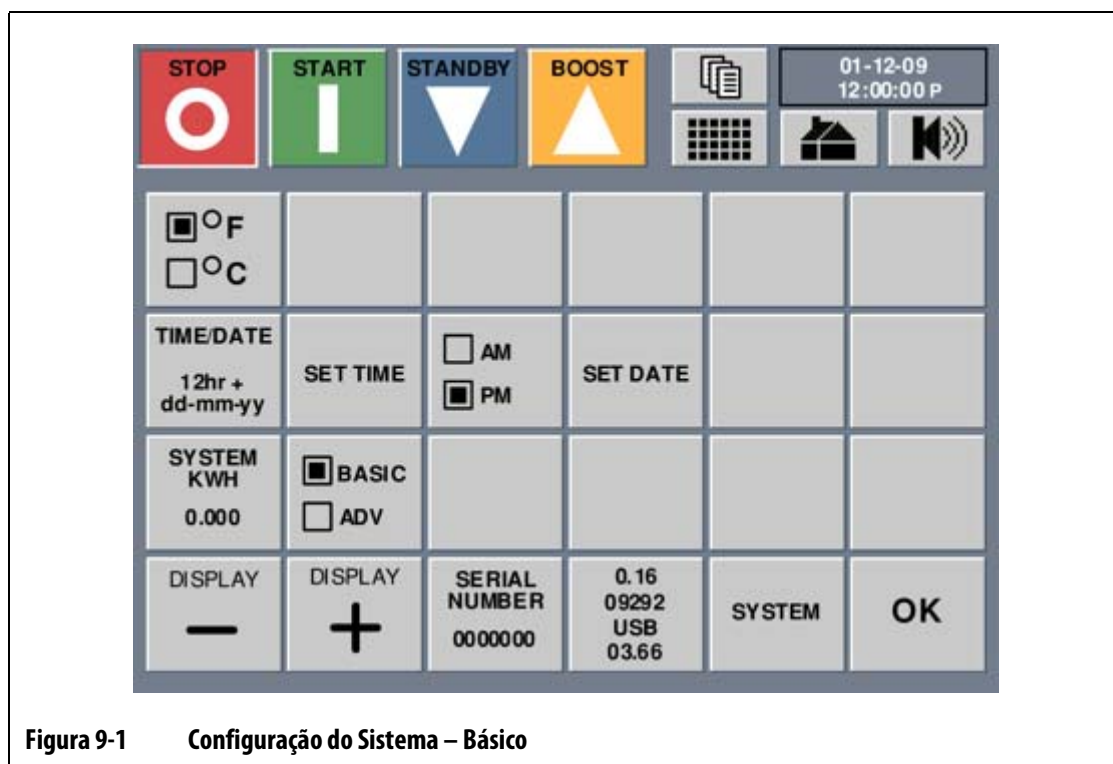 STOP START STANDBY BOOST
01-12-09
12:00:00 P
°F
°C
TIME/DATE
12hr +
dd-mm-yy
SET TIME
AM
PM
SET DATE
SYSTEM
KWH
0.000
BASIC
ADV
DISPLAY
−
DISPLAY
+
SERIAL
NUMBER
0000000
0.16
09292
USB
03.66
SYSTEM
OK
Figura 9-1 Configuração do Sistema – Básico